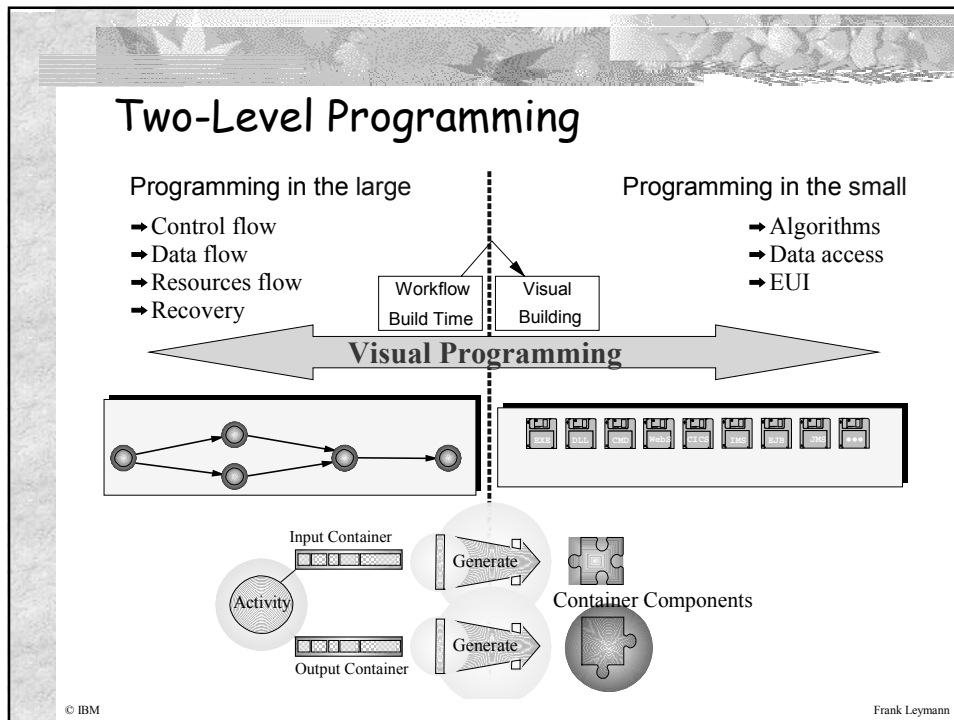 Two-Level Programming
Programming in the large
➞ Control flow
➞ Data flow
➞ Resources flow
➞ Recovery
Programming in the small
➞ Algorithms
➞ Data access
➞ EUI
Workflow
Build Time
Visual
Building
Visual Programming
EXE DLL CMD WebS CICS IMS EJB JMS •••
Input Container
Activity
Output Container
Generate
Generate
Container Components
© IBM
Frank Leymann